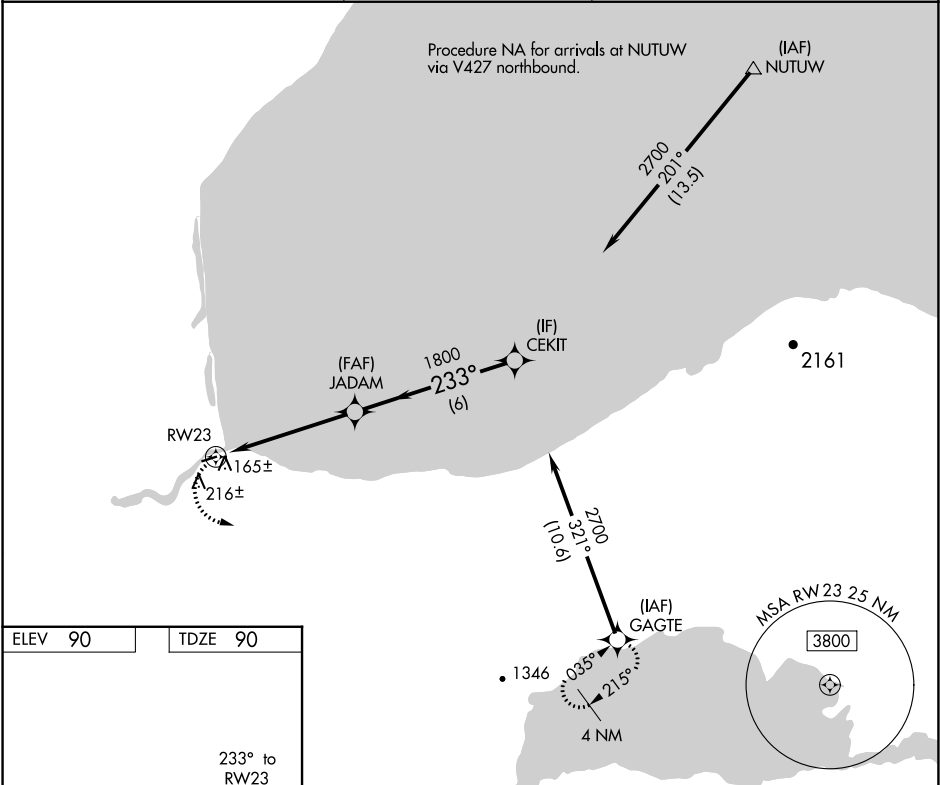 Procedure NA for arrivals at NUTUW
via V427 northbound.
(IAF)
NUTUW
2700
201°
(13.5)
(IF)
CEKIT
2161
(FAF)
JADAM
1800
233°
(6)
RW23
165±
216±
2700
321°
(10.6)
(IAF)
GAGTE
1346
035°
215°
4 NM
MSA RW23 25 NM
3800
ELEV 90
TDZE 90
233° to
RW23